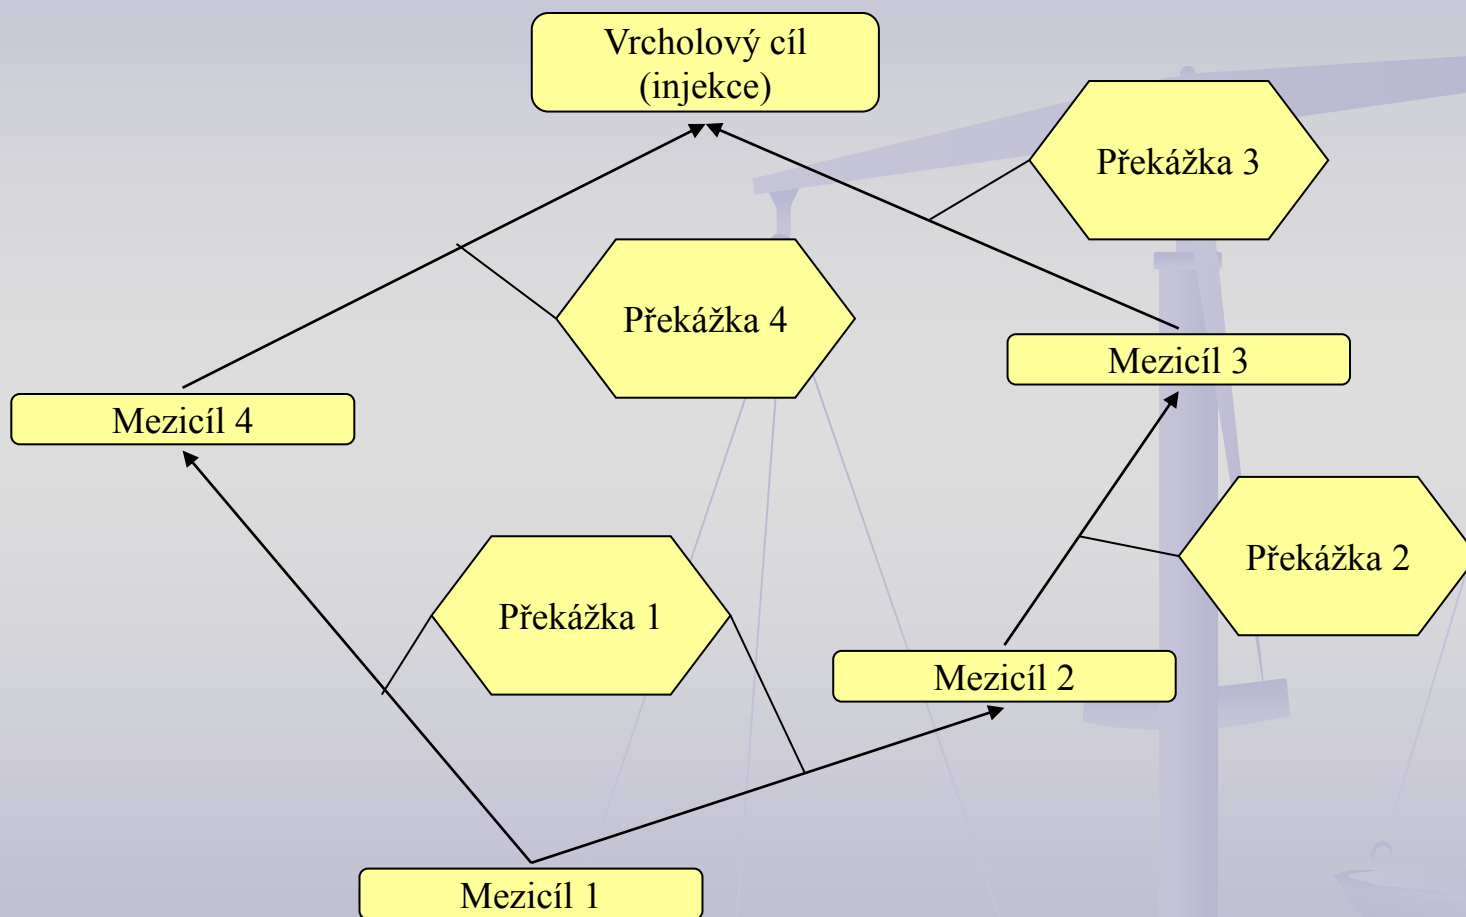 Vrcholový cíl
(injekce)
Překážka 3
Překážka 4
Mezicíl 3
Mezicíl 4
Překážka 2
Překážka 1
Mezicíl 2
Mezicíl 1